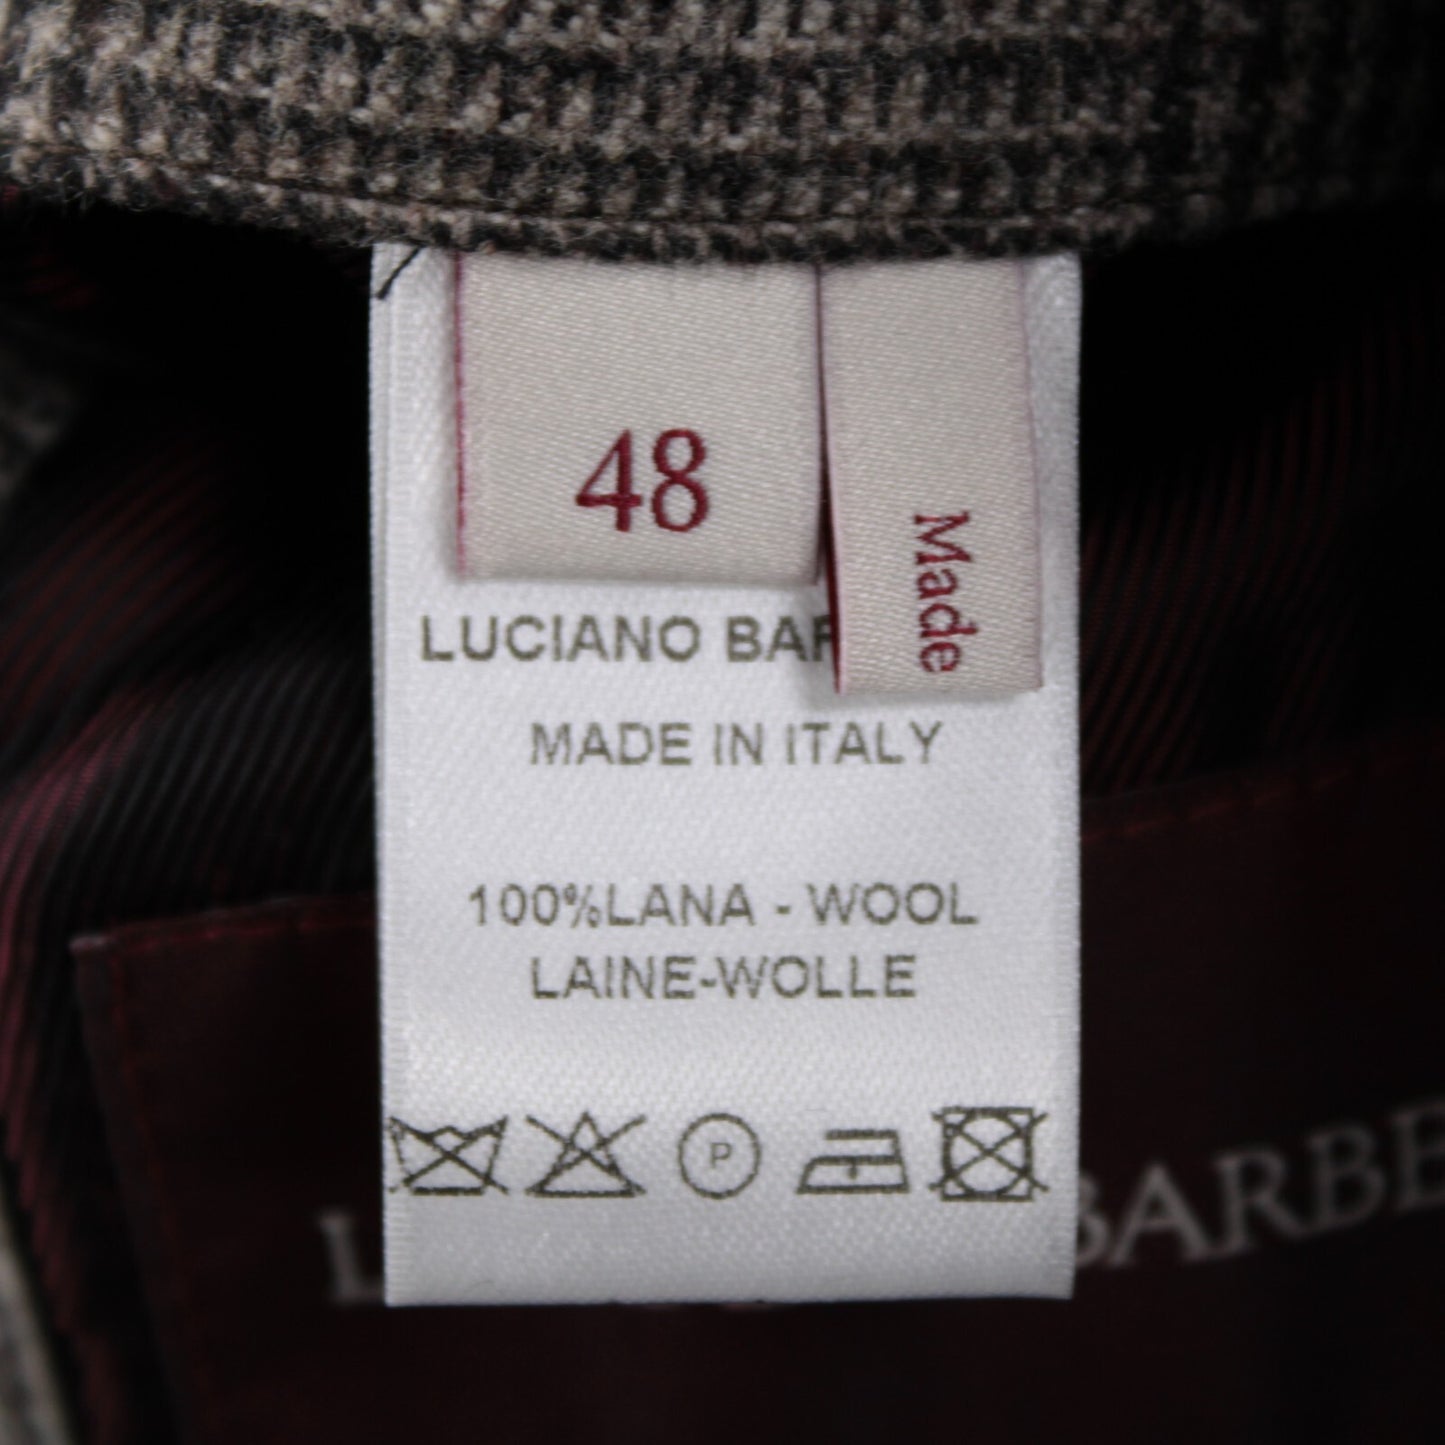 48
Made
LUCIANO BAR
MADE IN ITALY
100%LANA - WOOL
LAINE-WOLLE
P
L
BARBE